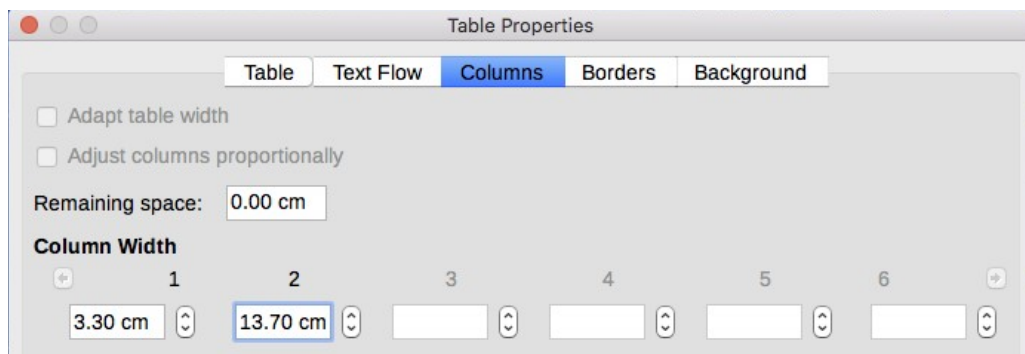 Table Properties
Table Text Flow Columns Borders Background
Adapt table width
Adjust columns proportionally
Remaining space: 0.00 cm
Column Width
1 2 3 4 5 6
3.30 cm 13.70 cm